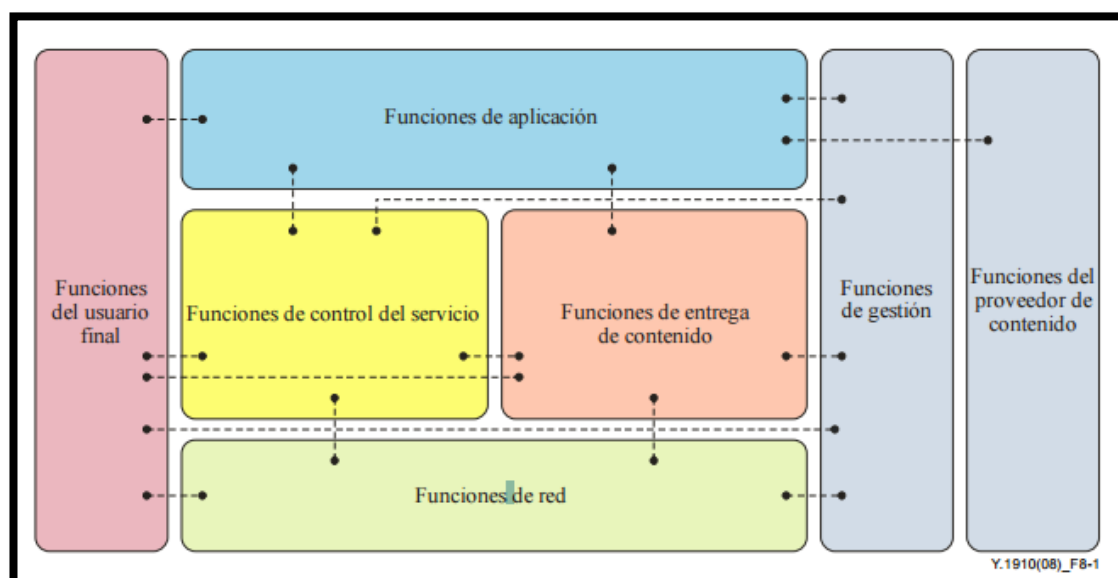 Funciones de aplicación
Funciones
del usuario
final
Funciones de control del servicio
Funciones de entrega
de contenido
Funciones
de gestión
Funciones del
proveedor de
contenido
Funciones de red
Y.1910(08)_F8-1